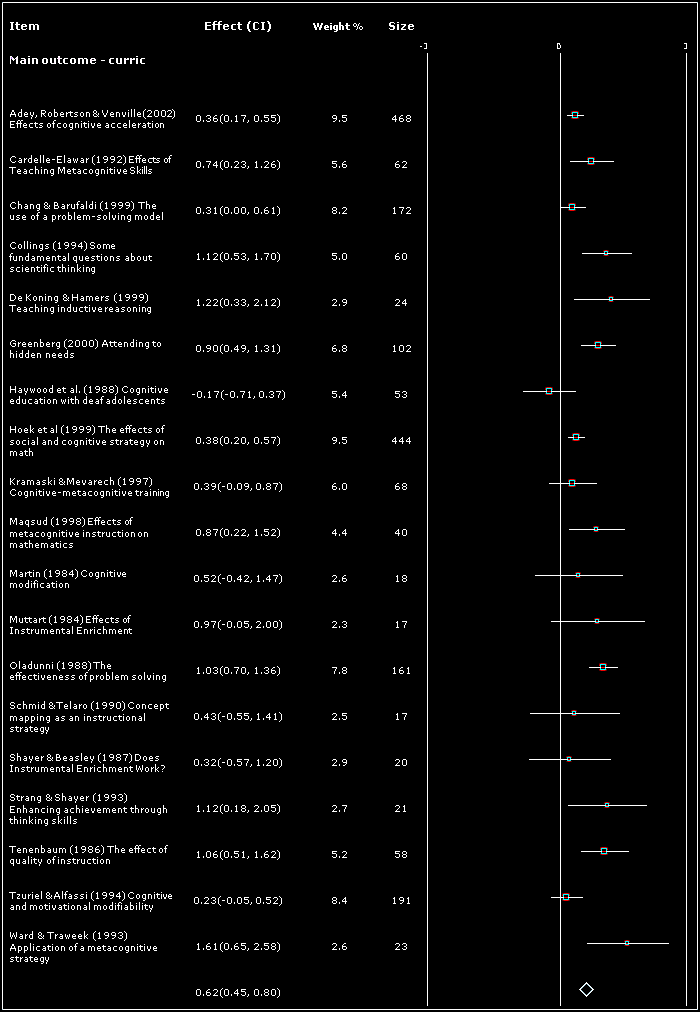 Item Effect (CI) Weight % Size
-3 0 3
Main outcome - curric
Adey, Robertson & Venville(2002)
Effects of cognitive acceleration
0.36(0.17, 0.55) 9.5 468
Cardelle-Elawar (1992) Effects of
Teaching Metacognitive Skills
0.74(0.23, 1.26) 5.6 62
Chang & Barufaldi (1999) The
use of a problem-solving model
0.31(0.00, 0.61) 8.2 172
Collings (1994) Some
fundamental questions about
scientific thinking
1.12(0.53, 1.70) 5.0 60
De Koning & Hamers (1999)
Teaching inductive reasoning
1.22(0.33, 2.12) 2.9 24
Greenberg (2000) Attending to
hidden needs
0.90(0.49, 1.31) 6.8 102
Haywood et al. (1988) Cognitive
education with deaf adolescents
-0.17(-0.71, 0.37) 5.4 53
Hoek et al (1999) The effects of
social and cognitive strategy on
math
0.38(0.20, 0.57) 9.5 444
Kramaski & Mevarech (1997)
Cognitive-metacognitive training
0.39(-0.09, 0.87) 6.0 68
Maqsud (1998) Effects of
metacognitive instruction on
mathematics
0.87(0.22, 1.52) 4.4 40
Martin (1984) Cognitive
modification
0.52(-0.42, 1.47) 2.6 18
Muttart (1984) Effects of
Instrumental Enrichment
0.97(-0.05, 2.00) 2.3 17
Oladunni (1988) The
effectiveness of problem solving
1.03(0.70, 1.36) 7.8 161
Schmid & Telaro (1990) Concept
mapping as an instructional
strategy
0.43(-0.55, 1.41) 2.5 17
Shayer & Beasley (1987) Does
Instrumental Enrichment Work?
0.32(-0.57, 1.20) 2.9 20
Strang & Shayer (1993)
Enhancing achievement through
thinking skills
1.12(0.18, 2.05) 2.7 21
Tenenbaum (1986) The effect of
quality of instruction
1.06(0.51, 1.62) 5.2 58
Tzuriel & Alfassi (1994) Cognitive
and motivational modifiability
0.23(-0.05, 0.52) 8.4 191
Ward & Traweek (1993)
Application of a metacognitive
strategy
1.61(0.65, 2.58) 2.6 23
0.62(0.45, 0.80)